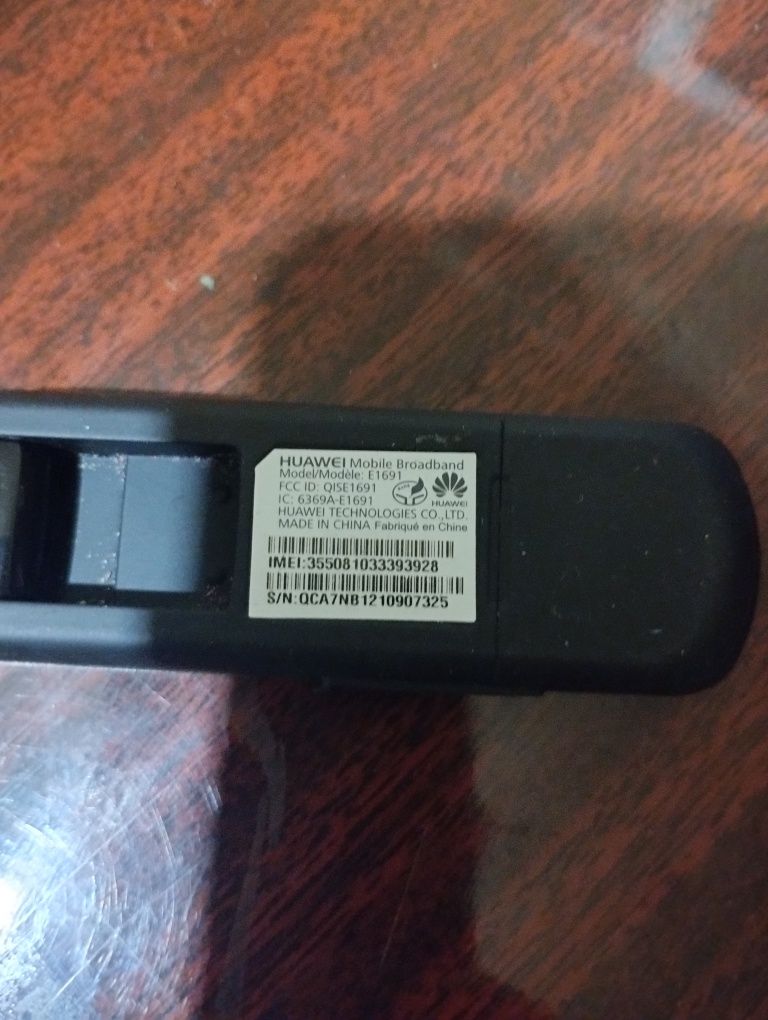 HUAWEI Mobile Broadband
Model/Modèle: E1691
FCC ID: QISE1691
IC: 6369A-E1691
HUAWEI
HUAWEI TECHNOLOGIES CO.,LTD.
MADE IN CHINA Fabriqué en Chine
IMEI:355081033393928
S/N:QCA7NB1210907325